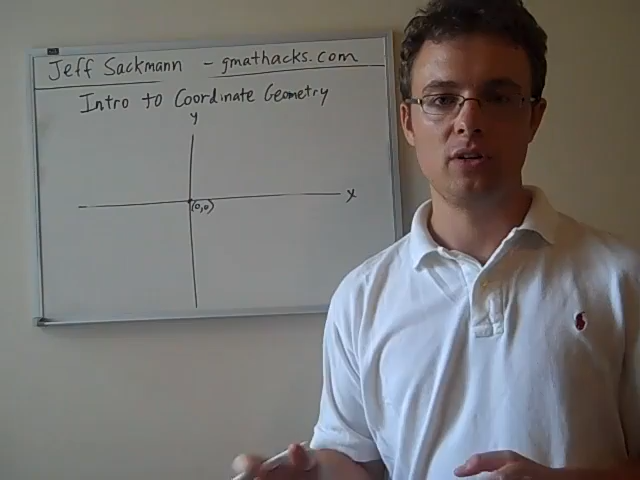 Jeff Sackmann - gmathacks.com
Intro to Coordinate Geometry
y
x
(0,0)